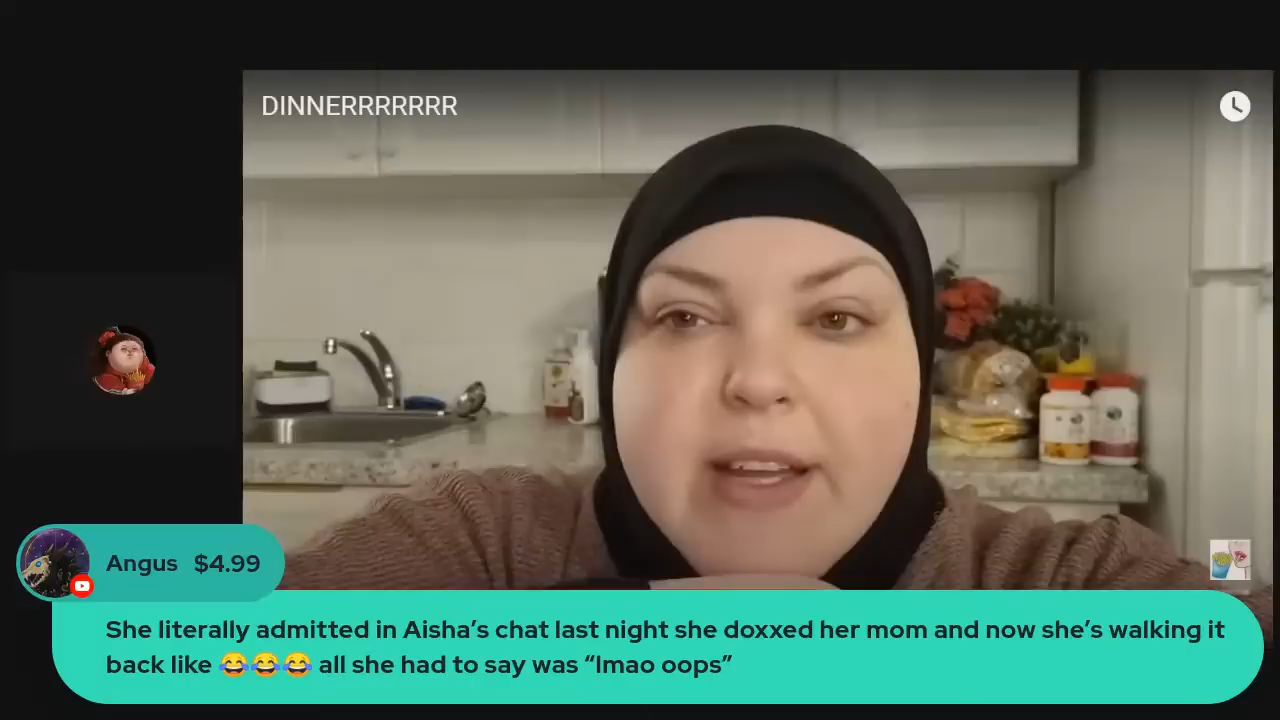 DINNERRRRRRR
Angus $4.99
She literally admitted in Aisha’s chat last night she doxxed her mom and now she’s walking it
back like 😂😂😂 all she had to say was “lmao oops”